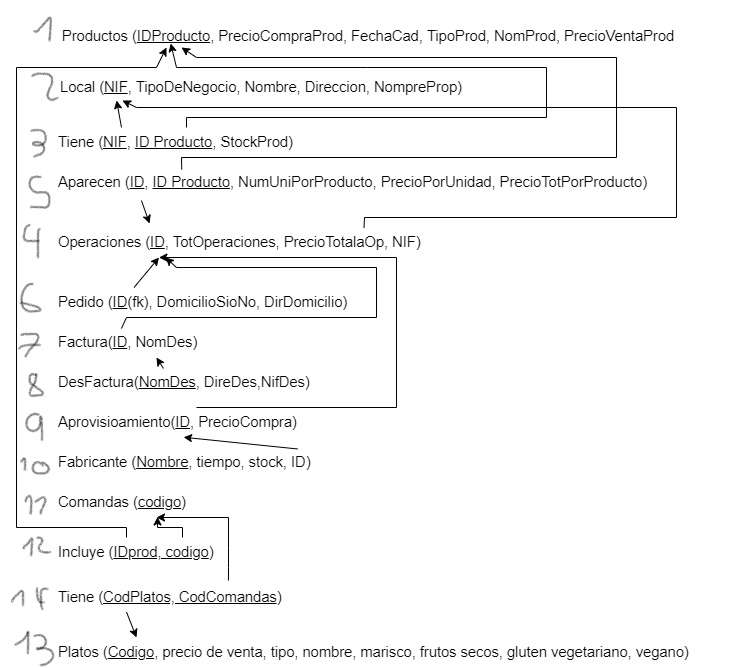 1 Productos (IDProducto, PrecioCompraProd, FechaCad, TipoProd, NomProd, PrecioVentaProd
2 Local (NIF, TipoDeNegocio, Nombre, Direccion, NompreProp)
3 Tiene (NIF, ID Producto, StockProd)
5 Aparecen (ID, ID Producto, NumUniPorProducto, PrecioPorUnidad, PrecioTotPorProducto)
4 Operaciones (ID, TotOperaciones, PrecioTotalaOp, NIF)
6 Pedido (ID(fk), DomicilioSioNo, DirDomicilio)
7 Factura(ID, NomDes)
8 DesFactura(NomDes, DireDes,NifDes)
9 Aprovisioamiento(ID, PrecioCompra)
10 Fabricante (Nombre, tiempo, stock, ID)
11 Comandas (codigo)
12 Incluye (IDprod, codigo)
14 Tiene (CodPlatos, CodComandas)
13 Platos (Codigo, precio de venta, tipo, nombre, marisco, frutos secos, gluten vegetariano, vegano)